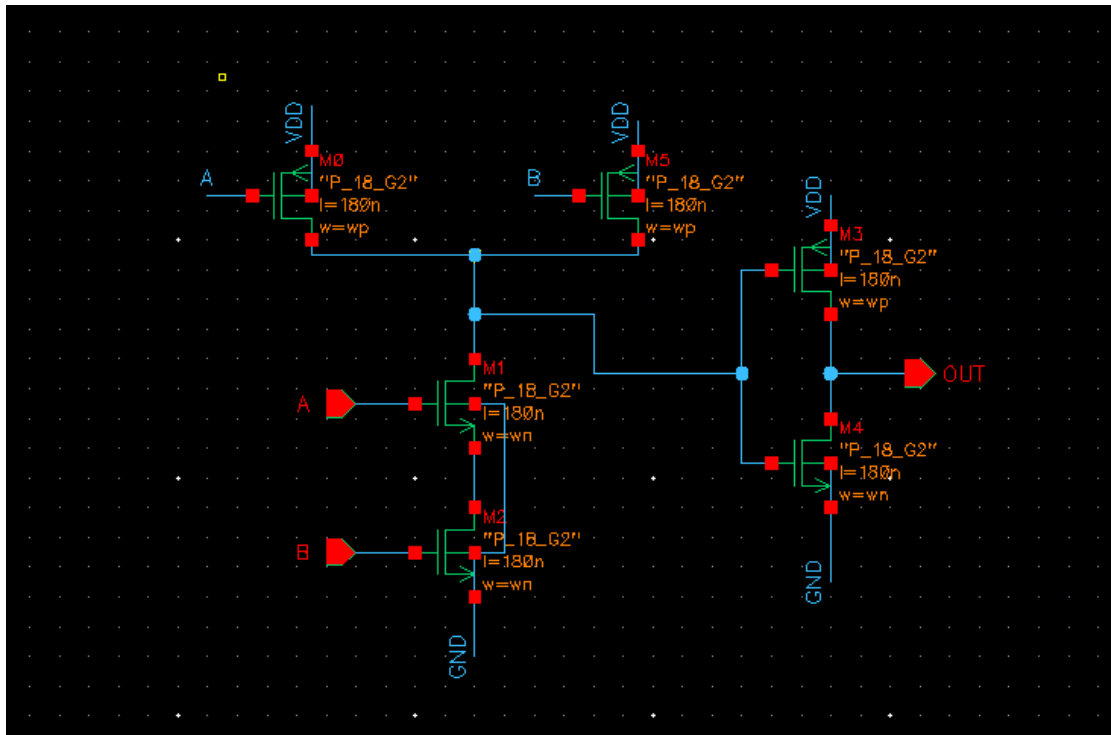 VDD
M0
"P_18_G2"
l=180n
w=wp
A
VDD
M5
"P_18_G2"
l=180n
w=wp
B
VDD
M3
"P_18_G2"
l=180n
w=wp
M1
"P_18_G2"
l=180n
w=wn
A
OUT
M4
"P_18_G2"
l=180n
w=wn
M2
"P_18_G2"
l=180n
w=wn
B
GND
GND